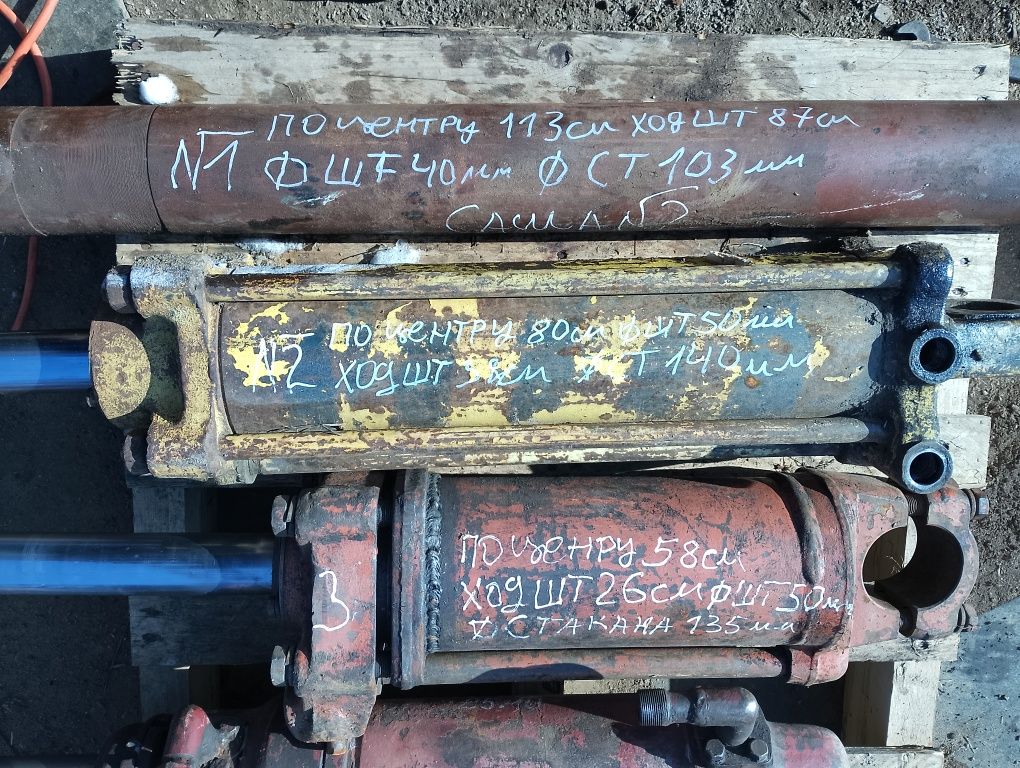 №1 ПО центру 113см ХОД ШТ 87см
Ф ШТ 40мм Ф СТ 103мм
№2 ПО центру 80см Ф ШТ 50мм
ХОД ШТ 38см Ф СТ 140мм
3. ПО центру 58см
ХОД ШТ 26см Ф ШТ 50мм
Ф. СТАКАНА 135мм